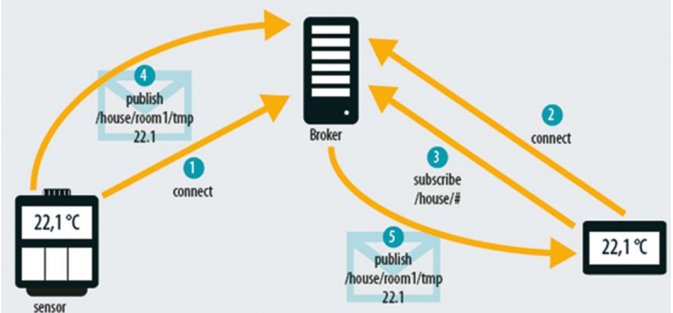 4
publish
/house/room1/tmp
22.1
1
connect
22,1 °C
sensor
Broker
2
connect
3
subscribe
/house/#
5
publish
/house/room1/tmp
22.1
22,1 °C